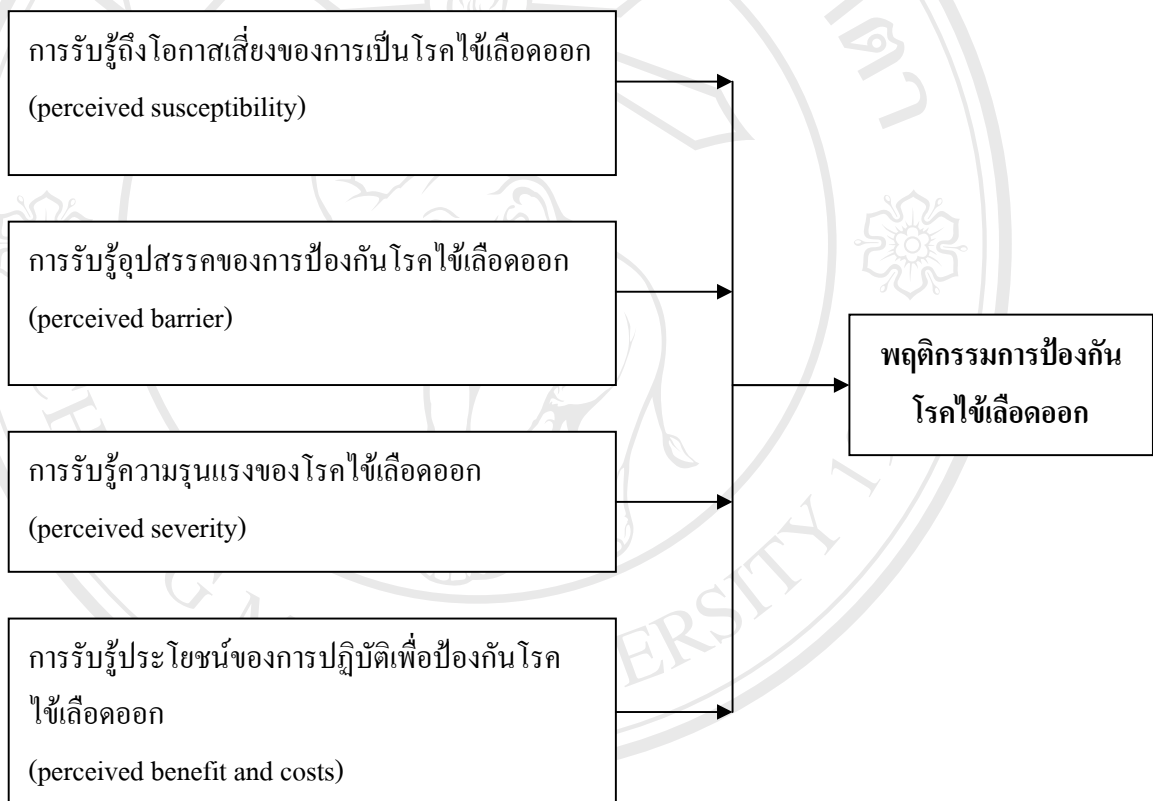 การรับรู้ถึงโอกาสเสี่ยงของการเป็นโรคไข้เลือดออก
(perceived susceptibility)
การรับรู้อุปสรรคของการป้องกันโรคไข้เลือดออก
(perceived barrier)
การรับรู้ความรุนแรงของโรคไข้เลือดออก
(perceived severity)
การรับรู้ประโยชน์ของการปฏิบัติเพื่อป้องกันโรค
ไข้เลือดออก
(perceived benefit and costs)
พฤติกรรมการป้องกัน
โรคไข้เลือดออก